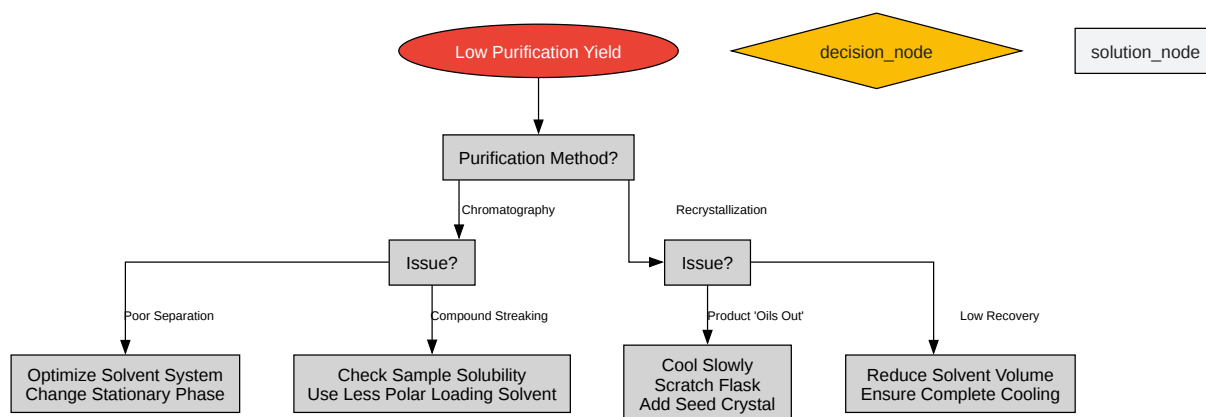 Low Purification Yield
decision_node
solution_node
Purification Method?
Chromatography
Recrystallization
Issue?
Issue?
Poor Separation
Compound Streaking
Product 'Oils Out'
Low Recovery
Optimize Solvent System
Change Stationary Phase
Check Sample Solubility
Use Less Polar Loading Solvent
Cool Slowly
Scratch Flask
Add Seed Crystal
Reduce Solvent Volume
Ensure Complete Cooling